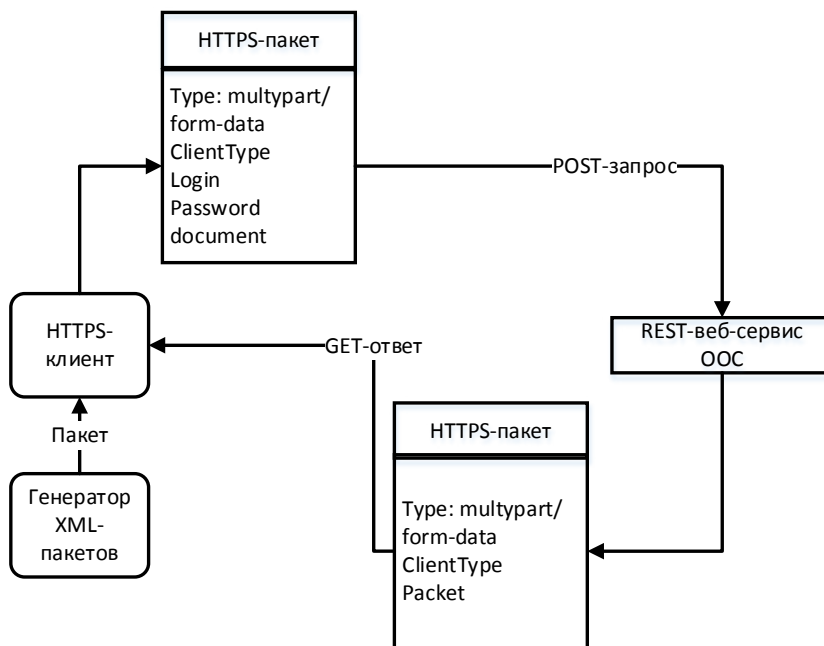 HTTPS-пакет
Type: multypart/
form-data
ClientType
Login
Password
document
POST-запрос
HTTPS-
клиент
GET-ответ
REST-веб-сервис
ООС
Пакет
HTTPS-пакет
Генератор
XML-
пакетов
Type: multypart/
form-data
ClientType
Packet